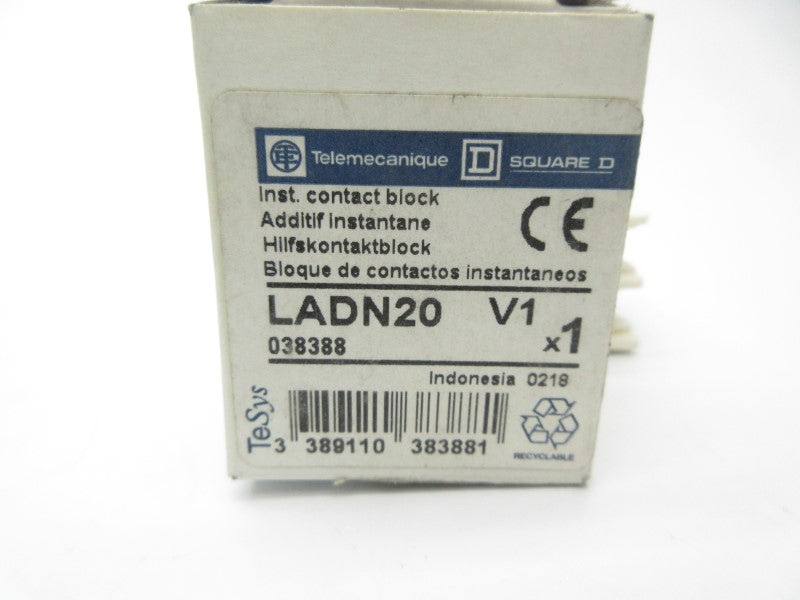 Telemecanique D SQUARE D
Inst. contact block
Additif instantane
Hilfskontaktblock
Bloque de contactos instantaneos
CE
LADN20 V1
038388
x1
Indonesia 0218
TeSys
3 389110 383881
RECYCLABLE